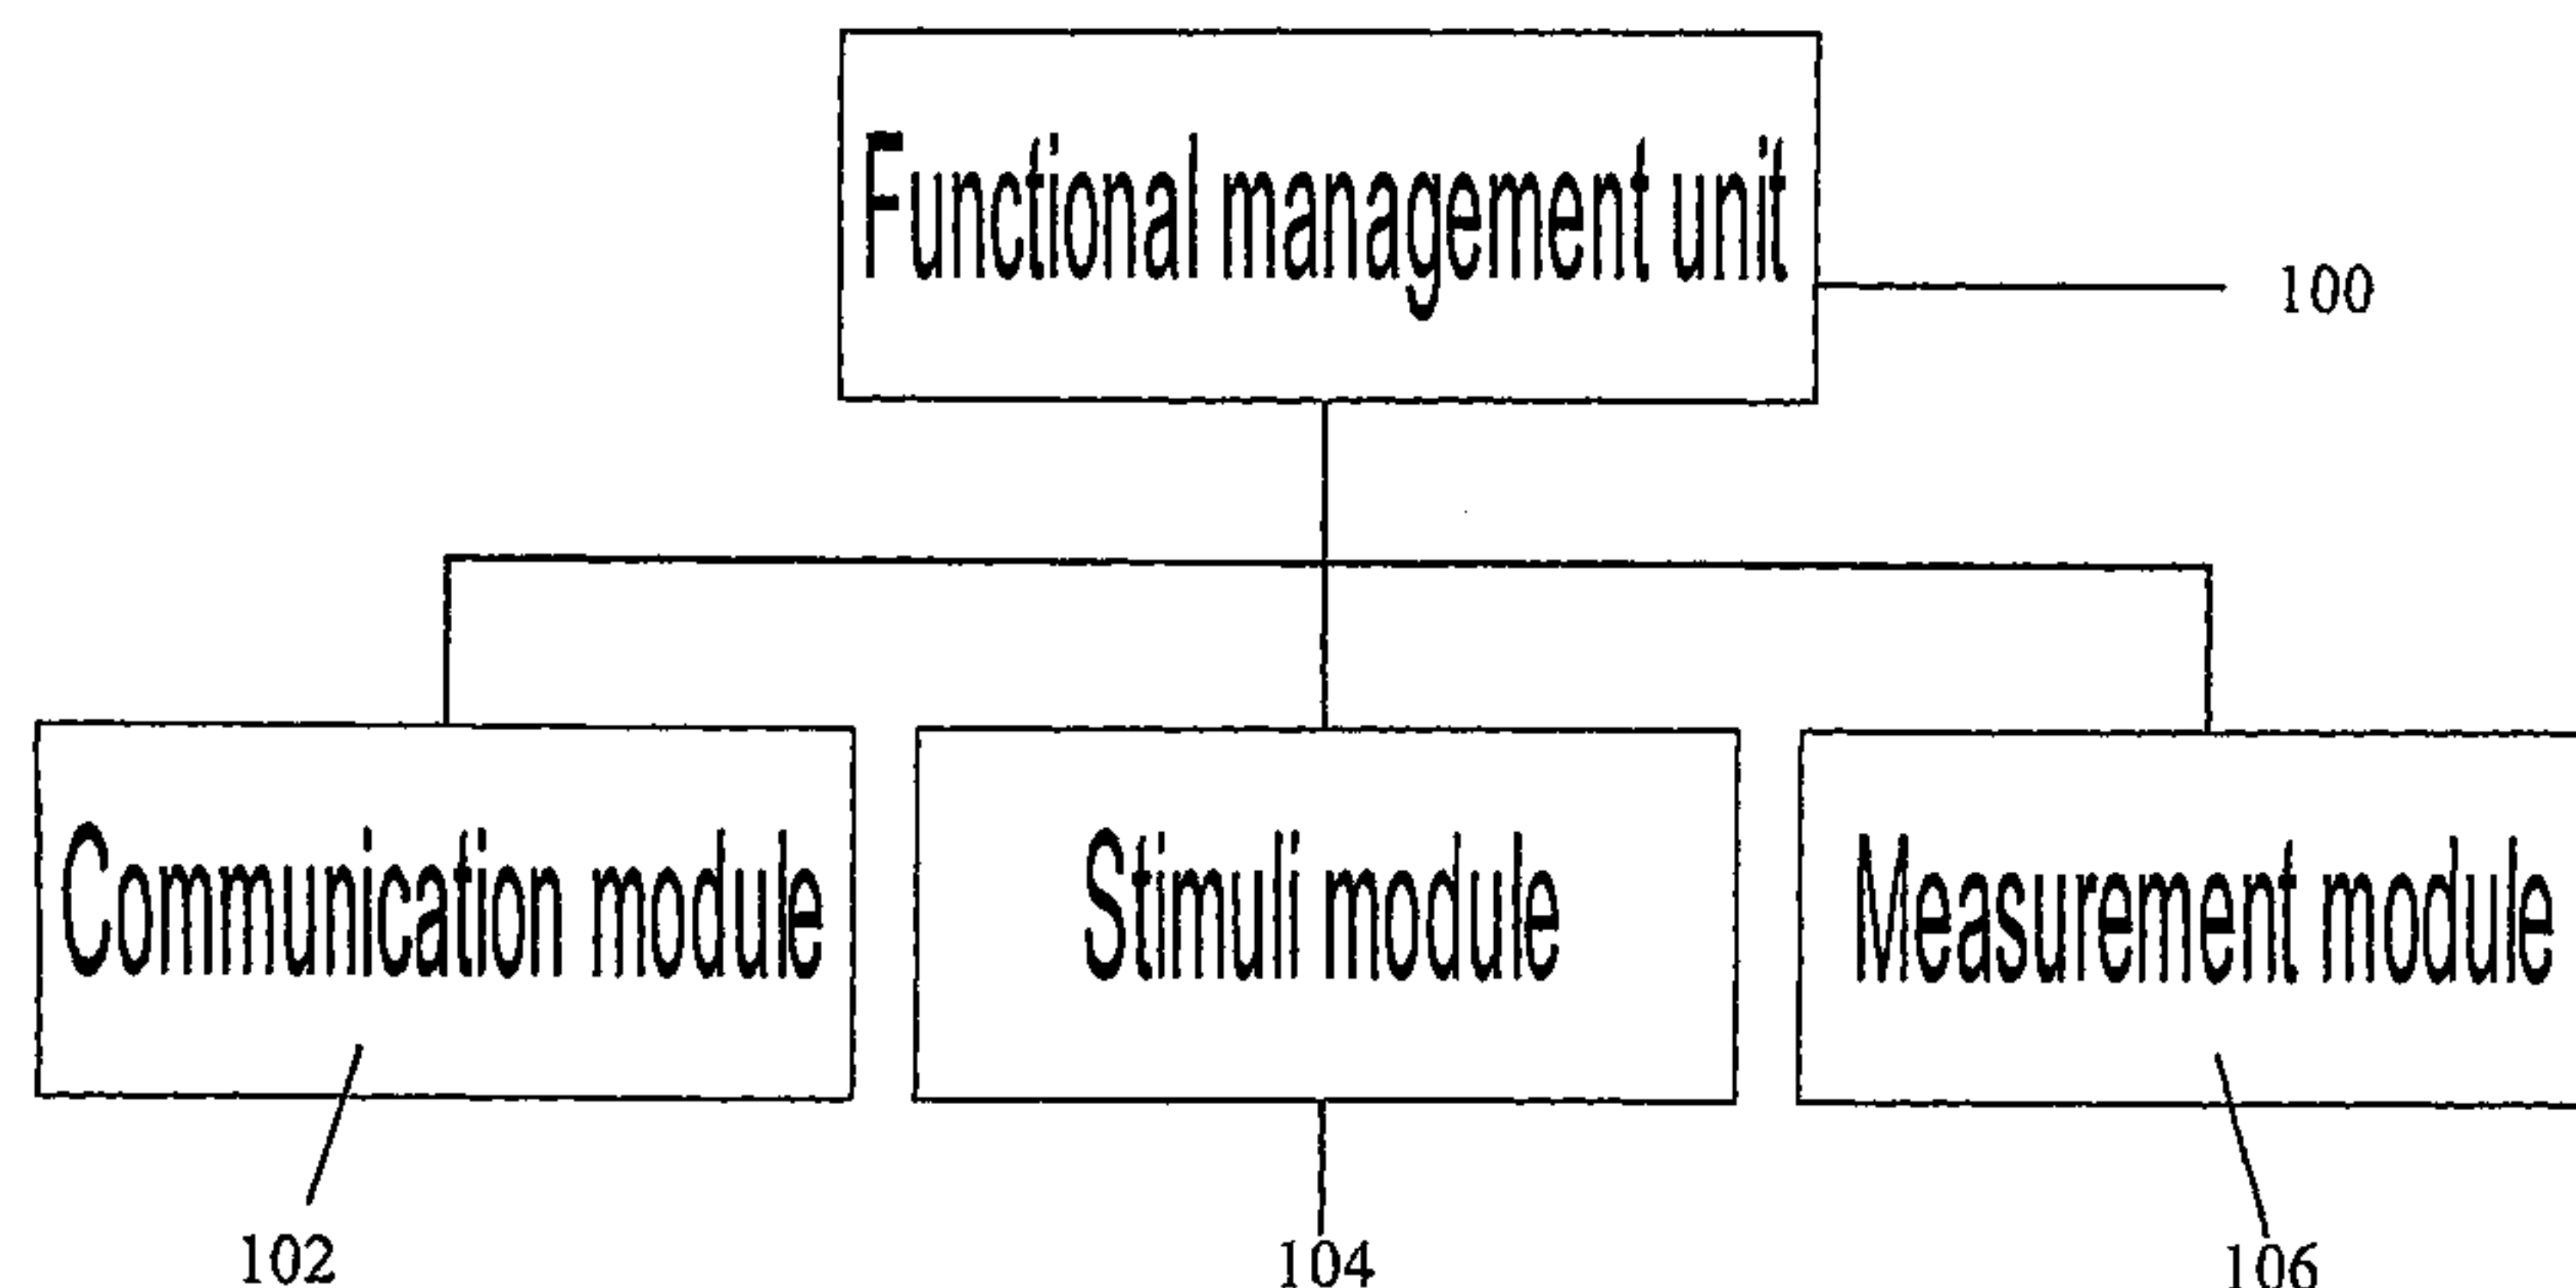 Functional management unit
100
Communication module
Stimuli module
Measurement module
102
104
106